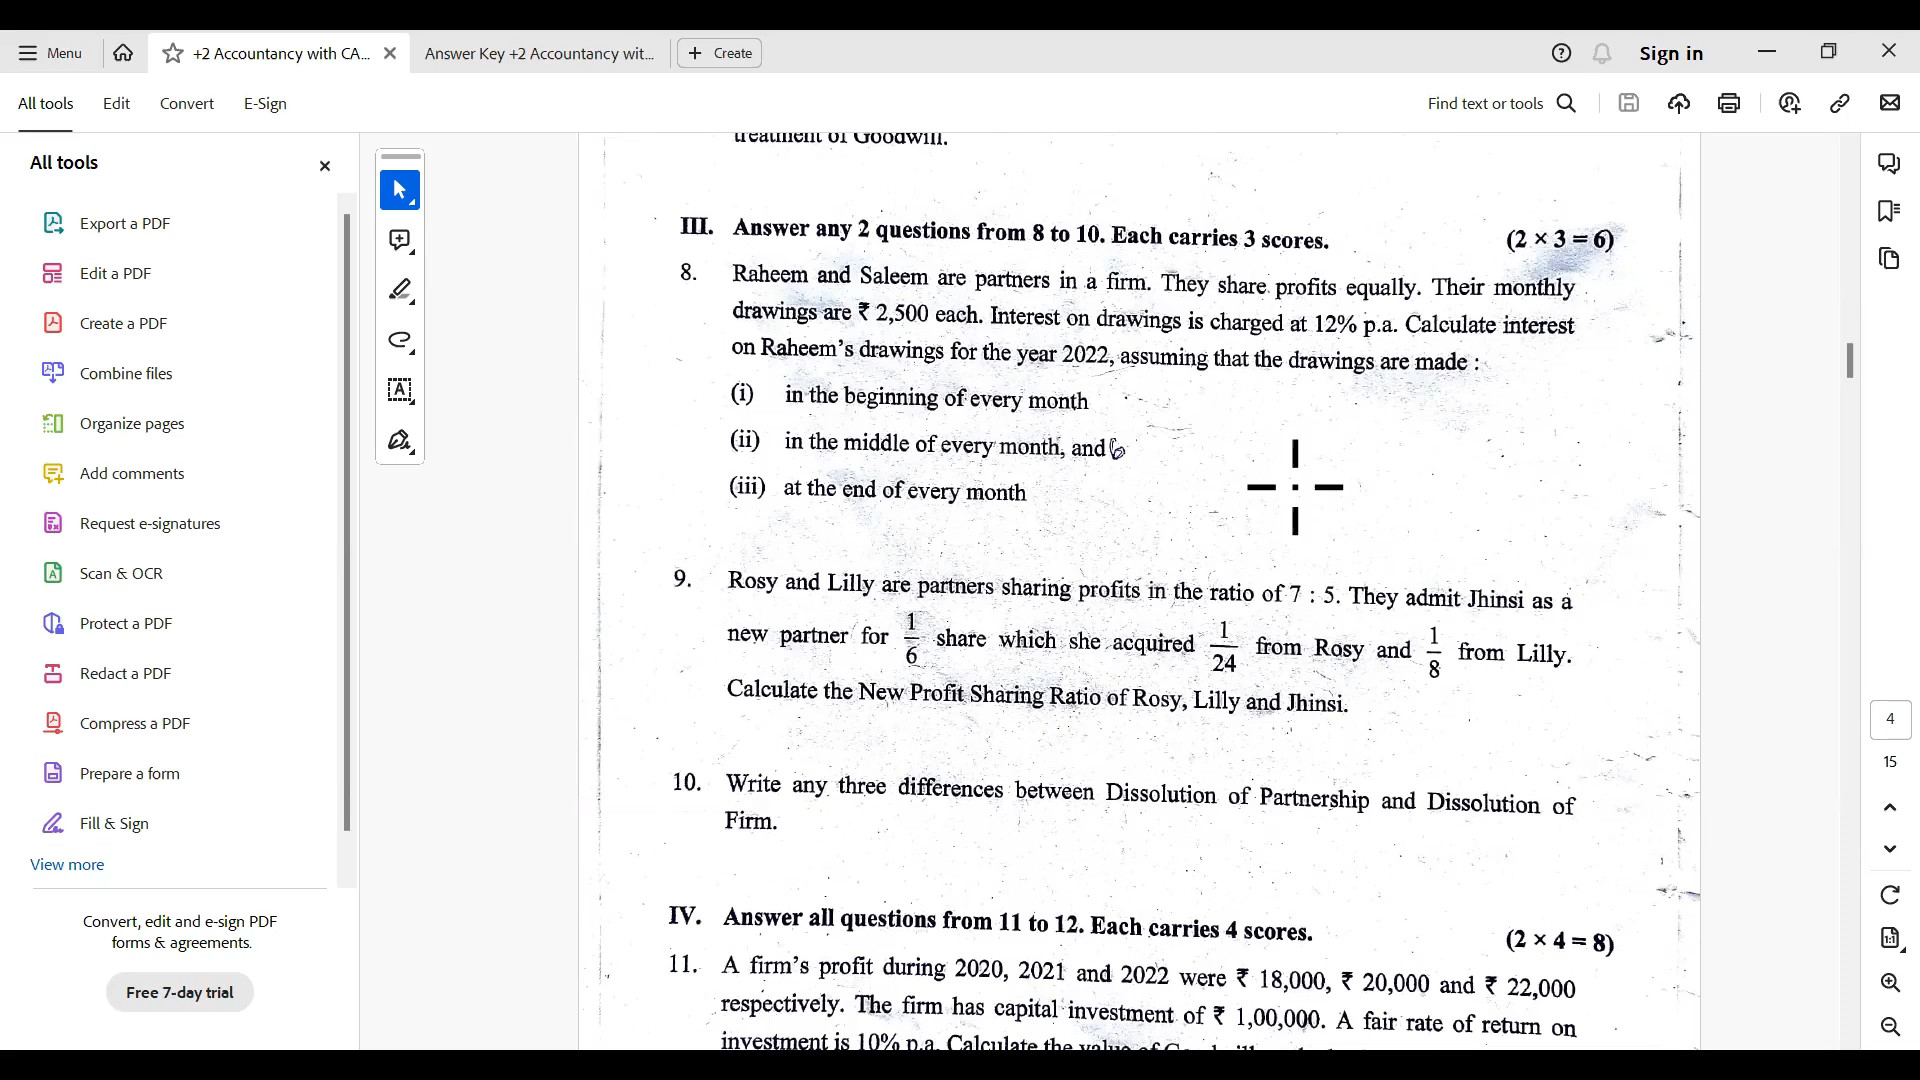 Menu
+2 Accountancy with CA...
Answer Key +2 Accountancy wit...
Create
Sign in
All tools
Edit
Convert
E-Sign
Find text or tools
All tools
Export a PDF
Edit a PDF
Create a PDF
Combine files
Organize pages
Add comments
Request e-signatures
Scan & OCR
Protect a PDF
Redact a PDF
Compress a PDF
Prepare a form
Fill & Sign
View more
Convert, edit and e-sign PDF
forms & agreements.
Free 7-day trial
treatment of Goodwill.
III. Answer any 2 questions from 8 to 10. Each carries 3 scores. (2 × 3 = 6)
8. Raheem and Saleem are partners in a firm. They share profits equally. Their monthly
drawings are ₹ 2,500 each. Interest on drawings is charged at 12% p.a. Calculate interest
on Raheem's drawings for the year 2022, assuming that the drawings are made :
(i) in the beginning of every month
(ii) in the middle of every month, and
(iii) at the end of every month
9. Rosy and Lilly are partners sharing profits in the ratio of 7 : 5. They admit Jhinsi as a
new partner for 1/6 share which she acquired 1/24 from Rosy and 1/8 from Lilly.
Calculate the New Profit Sharing Ratio of Rosy, Lilly and Jhinsi.
10. Write any three differences between Dissolution of Partnership and Dissolution of
Firm.
IV. Answer all questions from 11 to 12. Each carries 4 scores. (2 × 4 = 8)
11. A firm's profit during 2020, 2021 and 2022 were ₹ 18,000, ₹ 20,000 and ₹ 22,000
respectively. The firm has capital investment of ₹ 1,00,000. A fair rate of return on
investment is 10% p.a. Calculate the value of
4
15
1:1